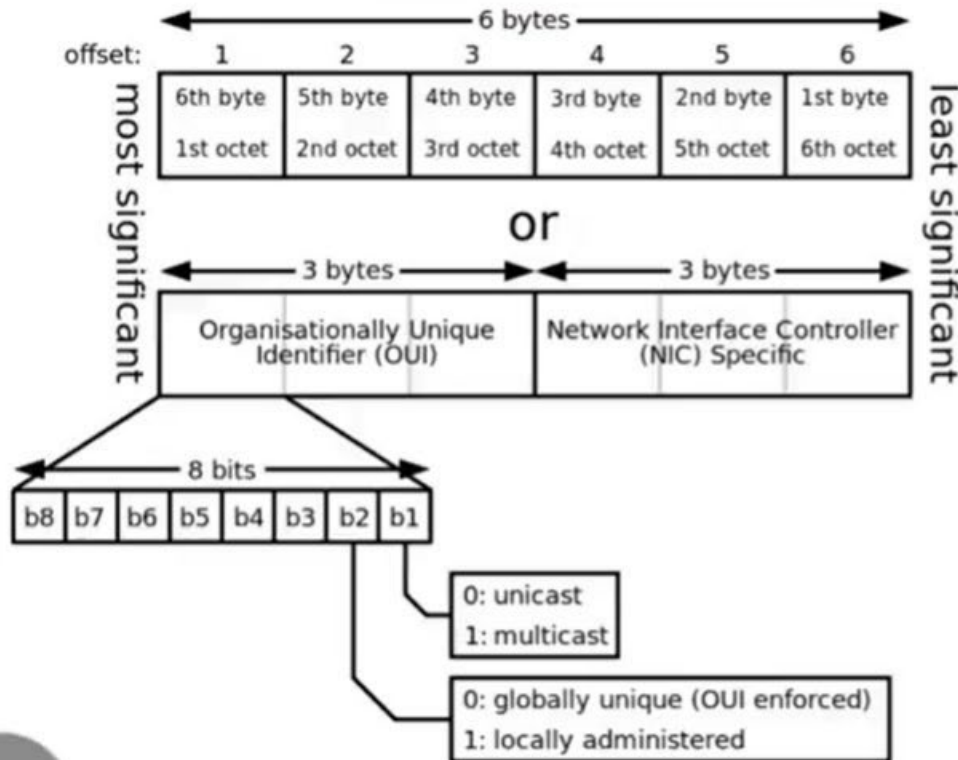 6 bytes
offset: 1 2 3 4 5 6
most significant
6th byte 5th byte 4th byte 3rd byte 2nd byte 1st byte
1st octet 2nd octet 3rd octet 4th octet 5th octet 6th octet
least significant
or
3 bytes 3 bytes
Organisationally Unique
Identifier (OUI)
Network Interface Controller
(NIC) Specific
8 bits
b8 b7 b6 b5 b4 b3 b2 b1
0: unicast
1: multicast
0: globally unique (OUI enforced)
1: locally administered